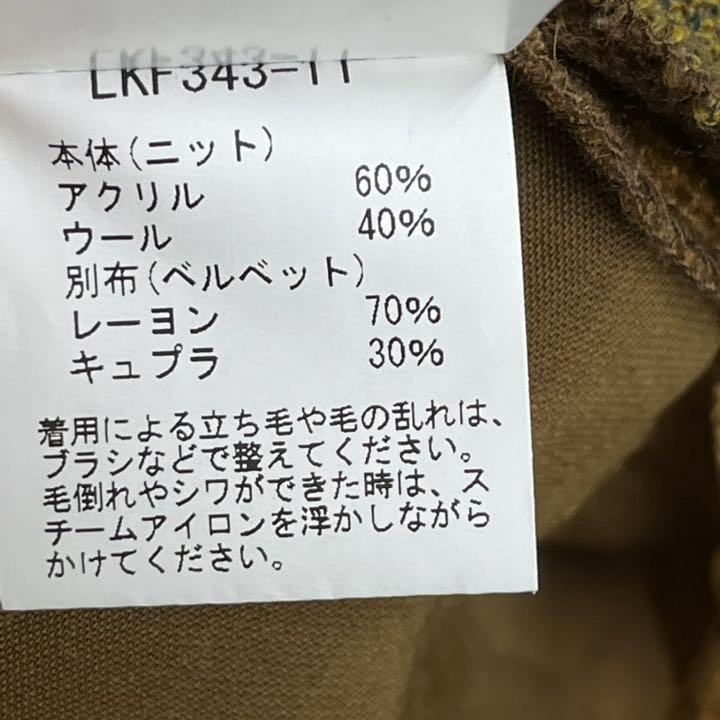 LKF343-11
本体(ニット)
アクリル 60%
ウール 40%
別布(ベルベット)
レーヨン 70%
キュプラ 30%
着用による立ち毛や毛の乱れは、
ブラシなどで整えてください。
毛倒れやシワができた時は、ス
チームアイロンを浮かしながら
かけてください。